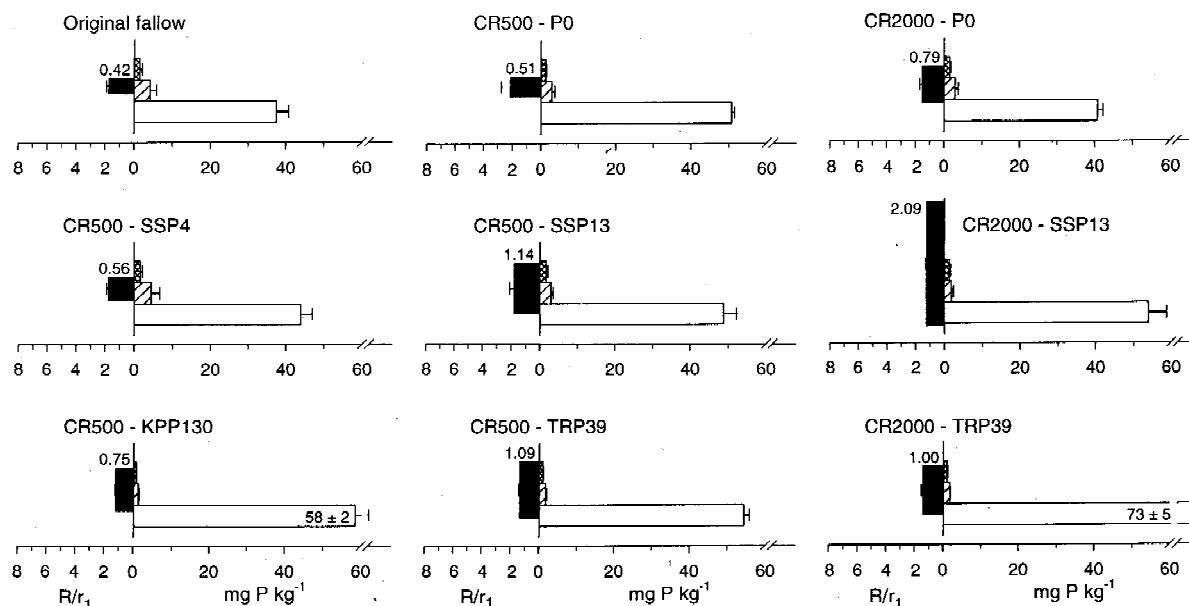 Original fallow
CR500 - P0
CR2000 - P0
0.42
0.51
0.79
8 6 4 2 0 20 40 60
8 6 4 2 0 20 40 60
8 6 4 2 0 20 40 60
CR500 - SSP4
CR500 - SSP13
2.09
CR2000 - SSP13
0.56
1.14
8 6 4 2 0 20 40 60
8 6 4 2 0 20 40 60
8 6 4 2 0 20 40 60
CR500 - KPP130
CR500 - TRP39
CR2000 - TRP39
0.75
1.09
1.00
58 ± 2
73 ± 5
8 6 4 2 0 20 40 60
8 6 4 2 0 20 40 60
8 6 4 2 0 20 40 60
R/r₁ mg P kg⁻¹
R/r₁ mg P kg⁻¹
R/r₁ mg P kg⁻¹